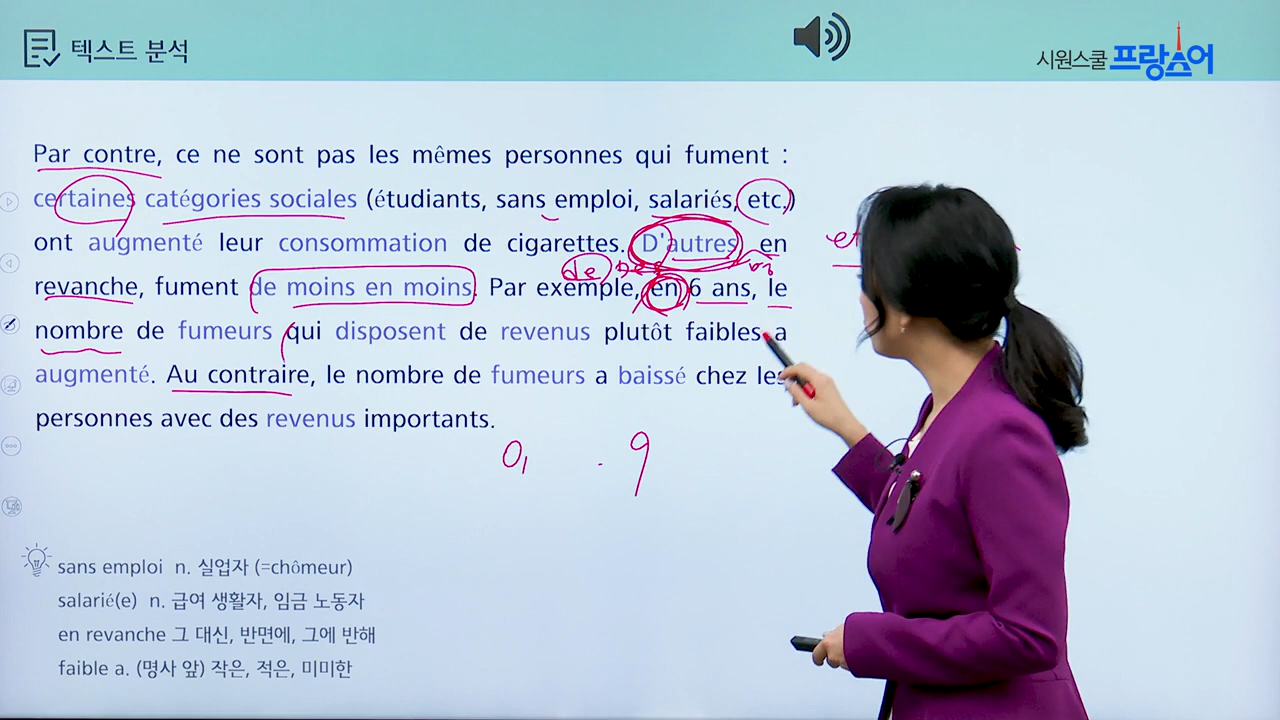 텍스트 분석
시원스쿨 프랑스어
Par contre, ce ne sont pas les mêmes personnes qui fument :
certaines catégories sociales (étudiants, sans emploi, salariés, etc.)
ont augmenté leur consommation de cigarettes. D'autres, en
revanche, fument de moins en moins. Par exemple, en 6 ans, le
nombre de fumeurs qui disposent de revenus plutôt faibles a
augmenté. Au contraire, le nombre de fumeurs a baissé chez les
personnes avec des revenus importants.
de
sans emploi n. 실업자 (=chômeur)
salarié(e) n. 급여 생활자, 임금 노동자
en revanche 그 대신, 반면에, 그에 반해
faible a. (명사 앞) 작은, 적은, 미미한